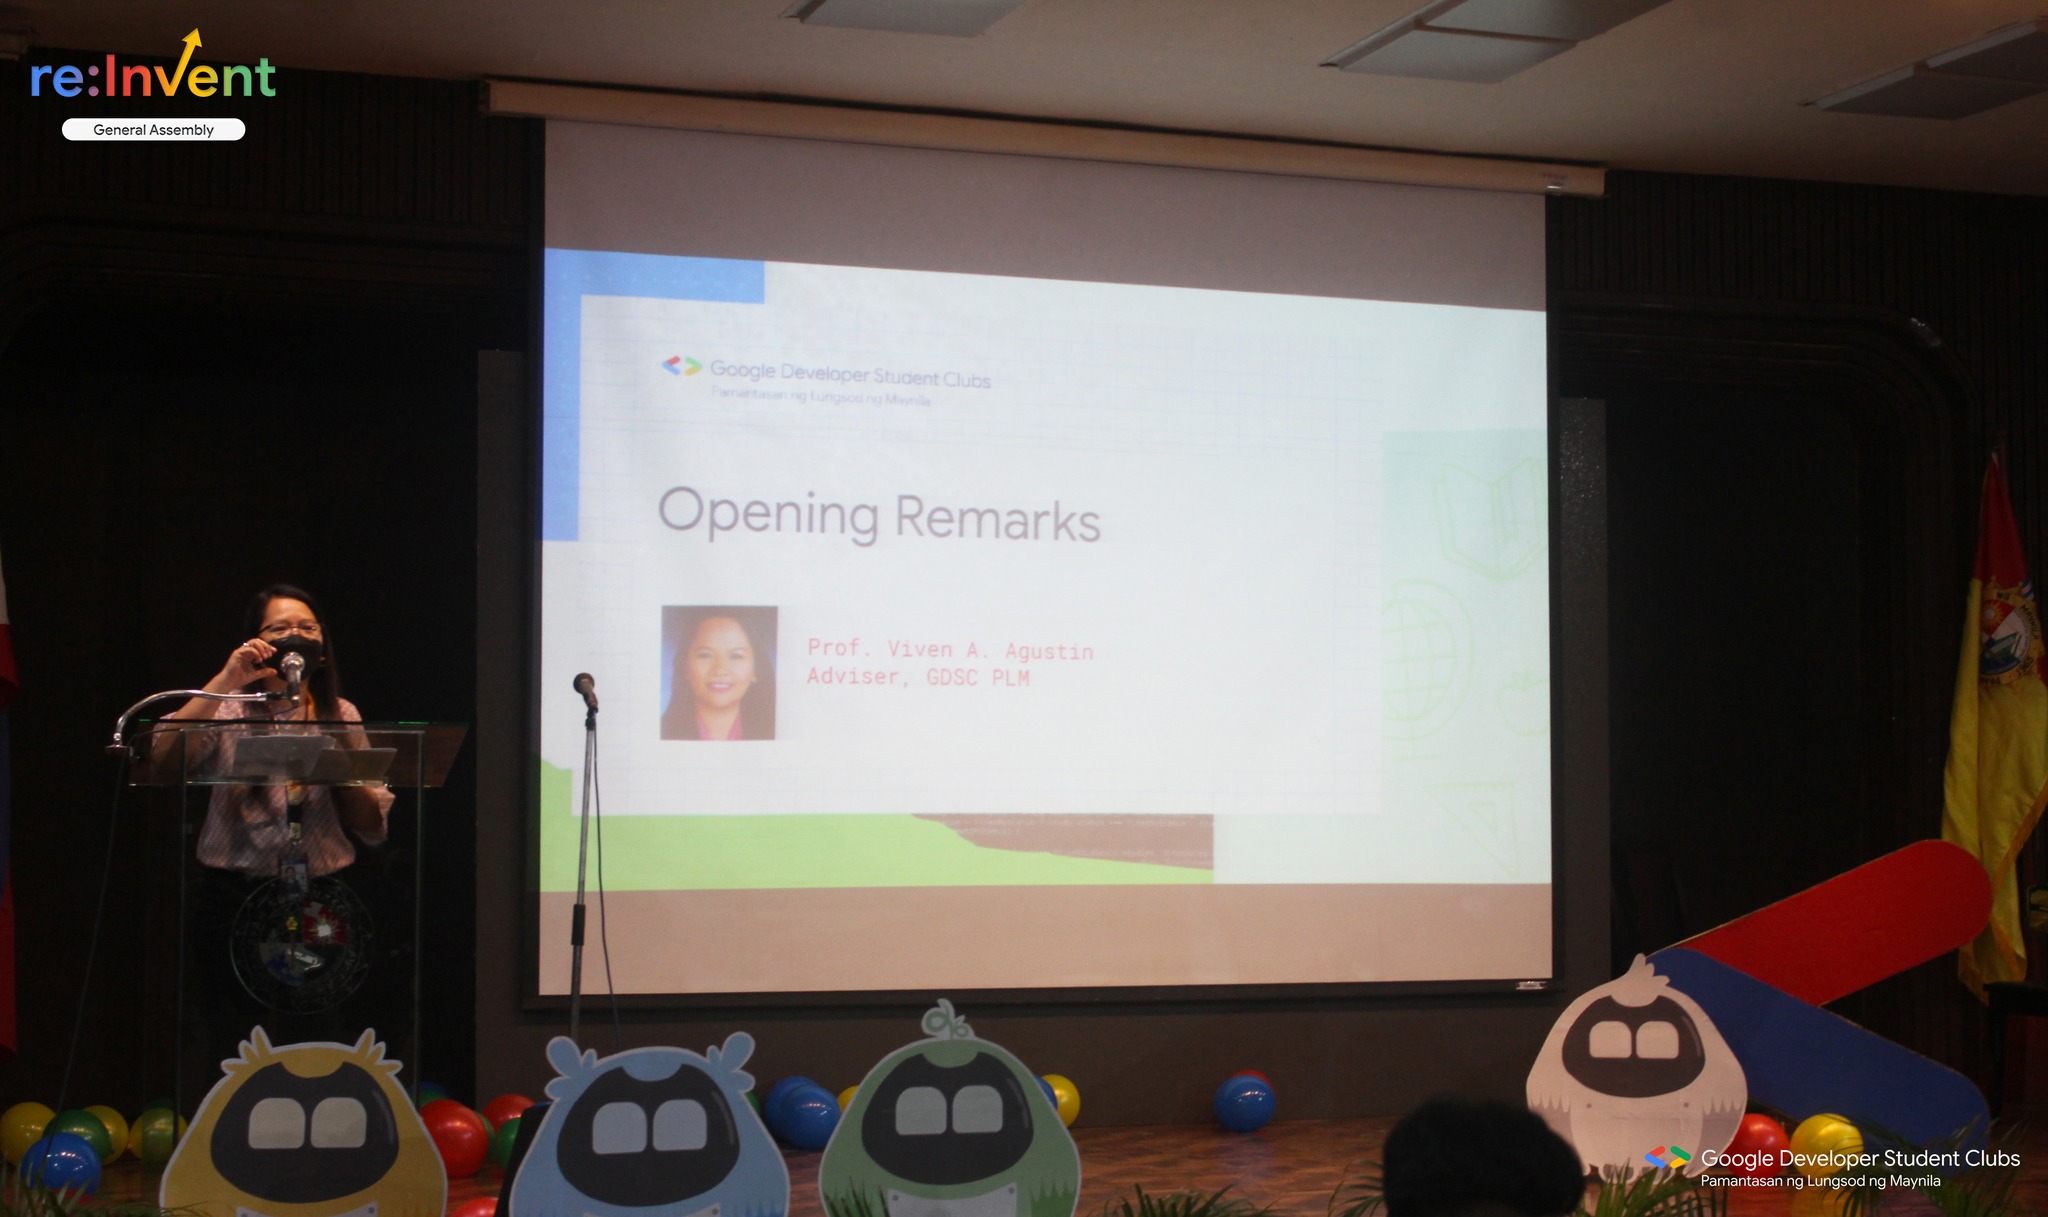 re:Invent
General Assembly
Google Developer Student Clubs
Pamantasan ng Lungsod ng Maynila
Opening Remarks
Prof. Viven A. Agustin
Adviser, GDSC PLM
Google Developer Student Clubs
Pamantasan ng Lungsod ng Maynila